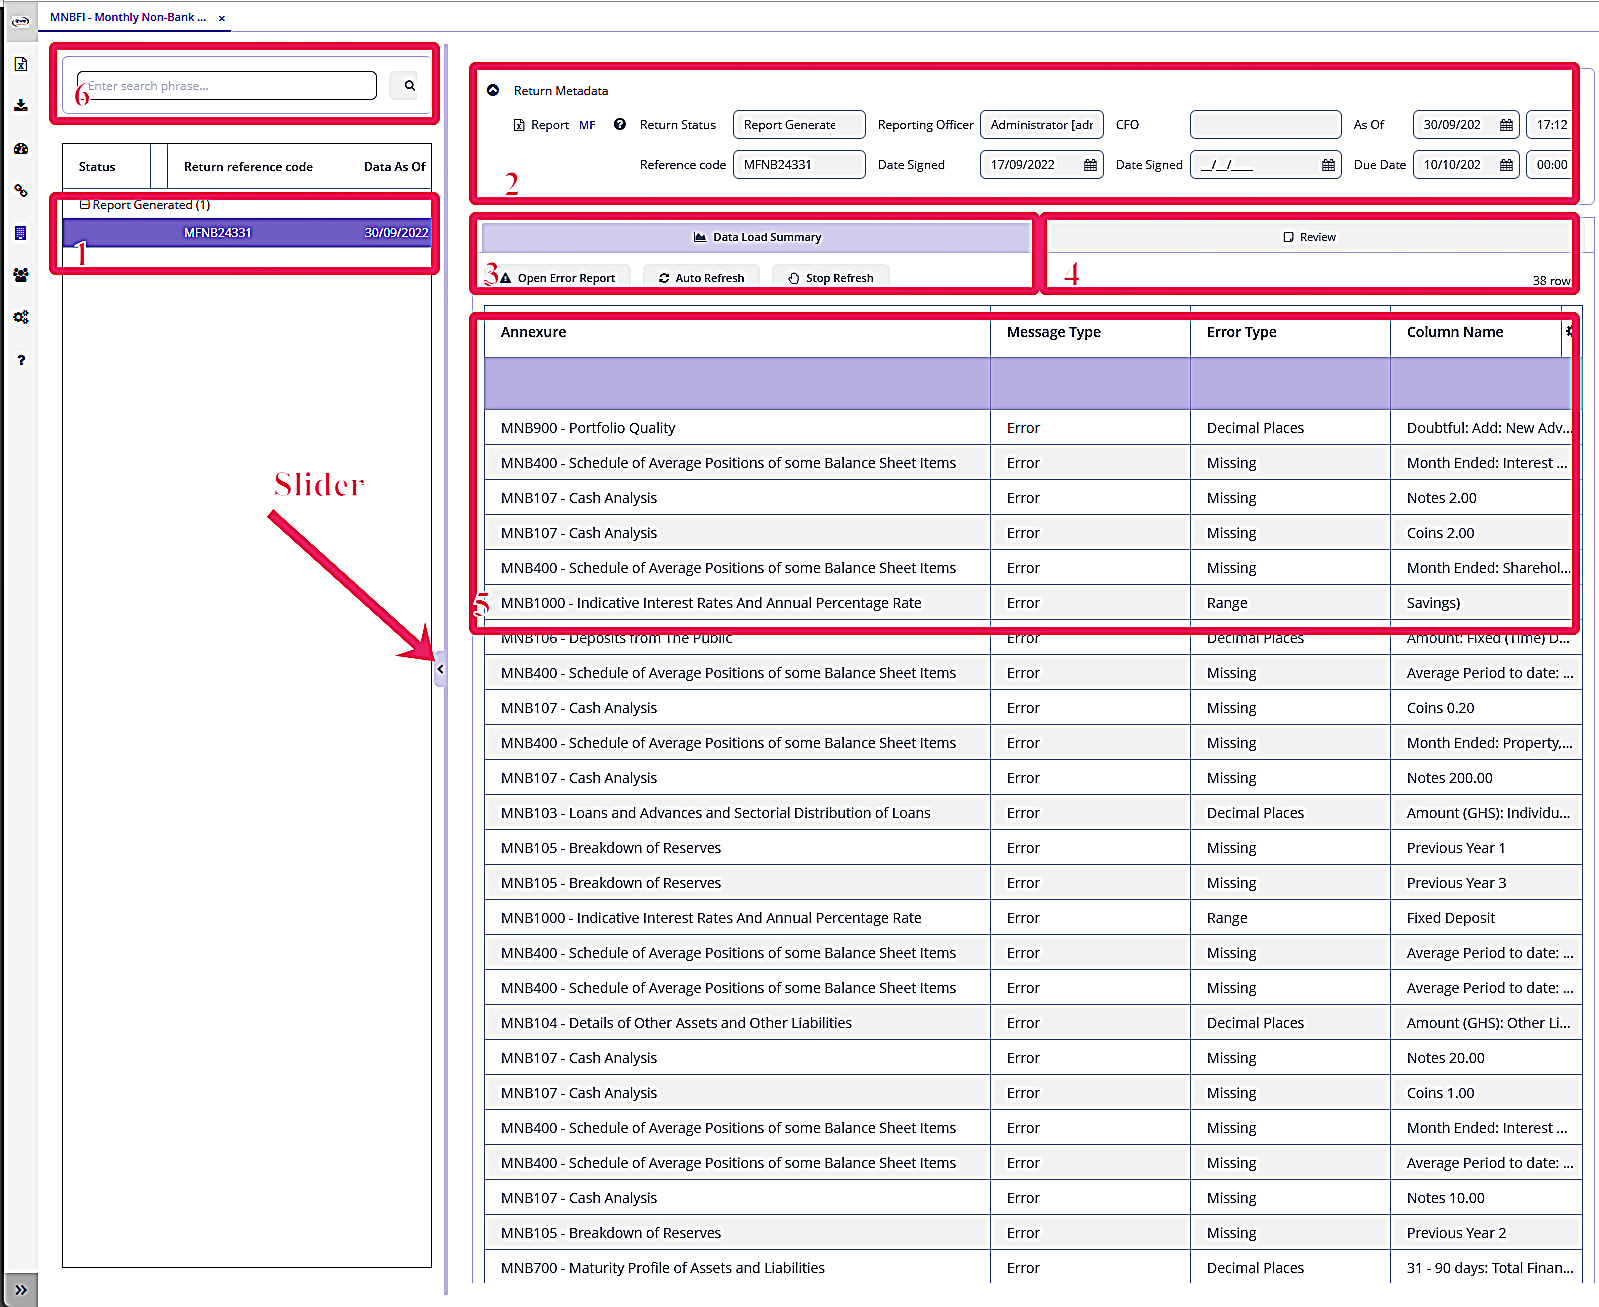 MNBFI - Monthly Non-Bank ... ×
Enter search phrase...
6
Status Return reference code Data As Of
Report Generated (1)
MFNB24331 30/09/2022
1
Return Metadata
Report MF Return Status Report Generate Reporting Officer Administrator [adr CFO As Of 30/09/202 17:12
Reference code MFNB24331 Date Signed 17/09/2022 Date Signed __/__/____ Due Date 10/10/202 00:00
2
Data Load Summary Review
3 Open Error Report Auto Refresh Stop Refresh 4 38 row
Annexure Message Type Error Type Column Name
MNB900 - Portfolio Quality Error Decimal Places Doubtful: Add: New Adv...
MNB400 - Schedule of Average Positions of some Balance Sheet Items Error Missing Month Ended: Interest ...
MNB107 - Cash Analysis Error Missing Notes 2.00
MNB107 - Cash Analysis Error Missing Coins 2.00
MNB400 - Schedule of Average Positions of some Balance Sheet Items Error Missing Month Ended: Sharehol...
5 MNB1000 - Indicative Interest Rates And Annual Percentage Rate Error Range Savings)
MNB106 - Deposits from The Public Error Decimal Places Amount: Fixed (Time) D...
MNB400 - Schedule of Average Positions of some Balance Sheet Items Error Missing Average Period to date: ...
MNB107 - Cash Analysis Error Missing Coins 0.20
MNB400 - Schedule of Average Positions of some Balance Sheet Items Error Missing Month Ended: Property,...
MNB107 - Cash Analysis Error Missing Notes 200.00
MNB103 - Loans and Advances and Sectorial Distribution of Loans Error Decimal Places Amount (GHS): Individu...
MNB105 - Breakdown of Reserves Error Missing Previous Year 1
MNB105 - Breakdown of Reserves Error Missing Previous Year 3
MNB1000 - Indicative Interest Rates And Annual Percentage Rate Error Range Fixed Deposit
MNB400 - Schedule of Average Positions of some Balance Sheet Items Error Missing Average Period to date: ...
MNB400 - Schedule of Average Positions of some Balance Sheet Items Error Missing Average Period to date: ...
MNB104 - Details of Other Assets and Other Liabilities Error Decimal Places Amount (GHS): Other Li...
MNB107 - Cash Analysis Error Missing Notes 20.00
MNB107 - Cash Analysis Error Missing Coins 1.00
MNB400 - Schedule of Average Positions of some Balance Sheet Items Error Missing Month Ended: Interest ...
MNB400 - Schedule of Average Positions of some Balance Sheet Items Error Missing Average Period to date: ...
MNB107 - Cash Analysis Error Missing Notes 10.00
MNB105 - Breakdown of Reserves Error Missing Previous Year 2
MNB700 - Maturity Profile of Assets and Liabilities Error Decimal Places 31 - 90 days: Total Finan...
Slider